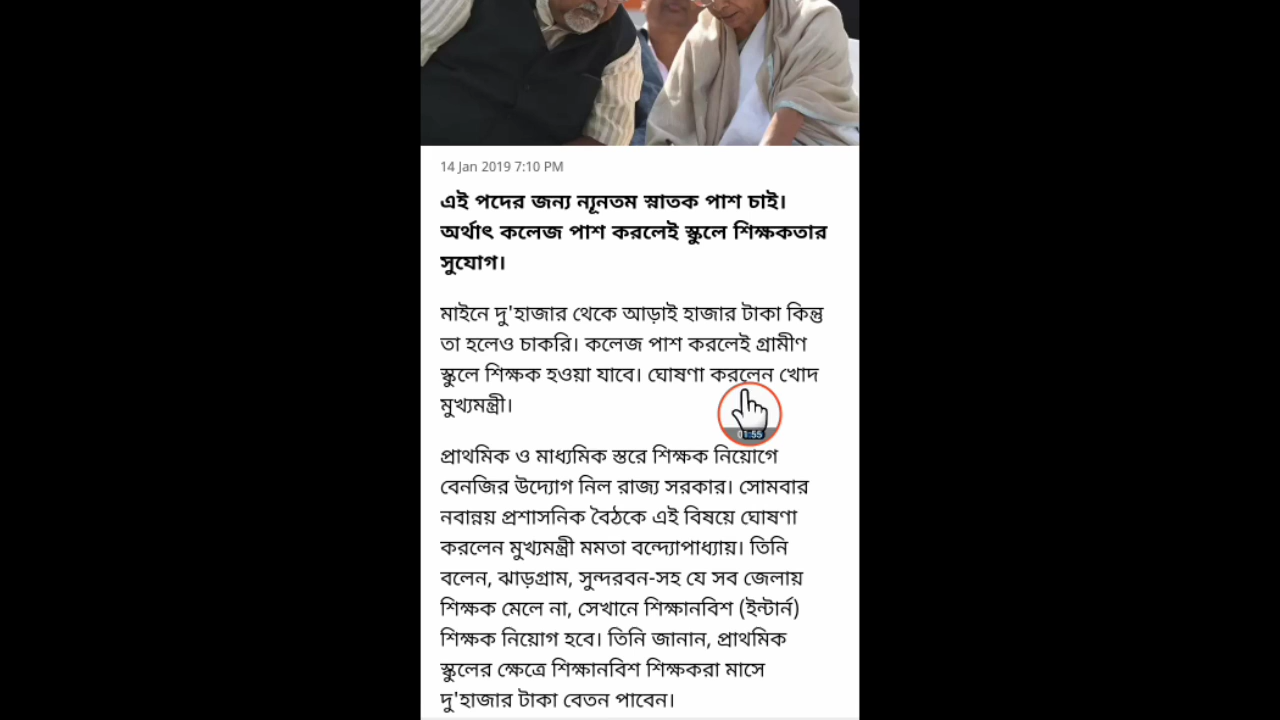 14 Jan 2019 7:10 PM
এই পদের জন্য ন্যূনতম স্নাতক পাশ চাই।
অর্থাৎ কলেজ পাশ করলেই স্কুলে শিক্ষকতার
সুযোগ।
মাইনে দু'হাজার থেকে আড়াই হাজার টাকা কিন্তু
তা হলেও চাকরি। কলেজ পাশ করলেই গ্রামীণ
স্কুলে শিক্ষক হওয়া যাবে। ঘোষণা করলেন খোদ
মুখ্যমন্ত্রী।
01:55
প্রাথমিক ও মাধ্যমিক স্তরে শিক্ষক নিয়োগে
বেনজির উদ্যোগ নিল রাজ্য সরকার। সোমবার
নবান্নয় প্রশাসনিক বৈঠকে এই বিষয়ে ঘোষণা
করলেন মুখ্যমন্ত্রী মমতা বন্দ্যোপাধ্যায়। তিনি
বলেন, ঝাড়গ্রাম, সুন্দরবন-সহ যে সব জেলায়
শিক্ষক মেলে না, সেখানে শিক্ষানবিশ (ইন্টার্ন)
শিক্ষক নিয়োগ হবে। তিনি জানান, প্রাথমিক
স্কুলের ক্ষেত্রে শিক্ষানবিশ শিক্ষকরা মাসে
দু'হাজার টাকা বেতন পাবেন।